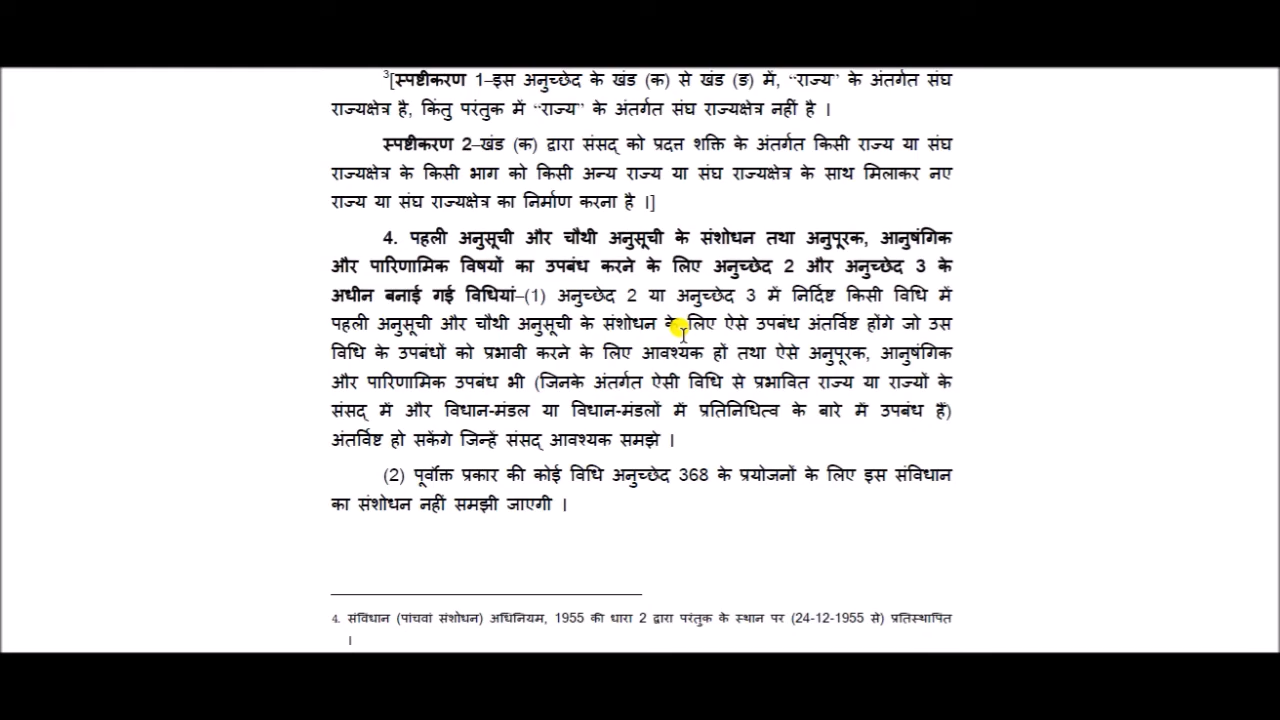 3[स्पष्टीकरण 1–इस अनुच्छेद के खंड (क) से खंड (ङ) में, “राज्य” के अंतर्गत संघ
राज्यक्षेत्र है, किंतु परंतुक में “राज्य” के अंतर्गत संघ राज्यक्षेत्र नहीं है ।
स्पष्टीकरण 2–खंड (क) द्वारा संसद् को प्रदत्त शक्ति के अंतर्गत किसी राज्य या संघ
राज्यक्षेत्र के किसी भाग को किसी अन्य राज्य या संघ राज्यक्षेत्र के साथ मिलाकर नए
राज्य या संघ राज्यक्षेत्र का निर्माण करना है ।]
4. पहली अनुसूची और चौथी अनुसूची के संशोधन तथा अनुपूरक, आनुषंगिक
और पारिणामिक विषयों का उपबंध करने के लिए अनुच्छेद 2 और अनुच्छेद 3 के
अधीन बनाई गई विधियां–(1) अनुच्छेद 2 या अनुच्छेद 3 में निर्दिष्ट किसी विधि में
पहली अनुसूची और चौथी अनुसूची के संशोधन के लिए ऐसे उपबंध अंतर्विष्ट होंगे जो उस
विधि के उपबंधों को प्रभावी करने के लिए आवश्यक हों तथा ऐसे अनुपूरक, आनुषंगिक
और पारिणामिक उपबंध भी (जिनके अंतर्गत ऐसी विधि से प्रभावित राज्य या राज्यों के
संसद् में और विधान-मंडल या विधान-मंडलों में प्रतिनिधित्व के बारे में उपबंध हैं)
अंतर्विष्ट हो सकेंगे जिन्हें संसद् आवश्यक समझे ।
(2) पूर्वोक्त प्रकार की कोई विधि अनुच्छेद 368 के प्रयोजनों के लिए इस संविधान
का संशोधन नहीं समझी जाएगी ।
4. संविधान (पांचवां संशोधन) अधिनियम, 1955 की धारा 2 द्वारा परंतुक के स्थान पर (24-12-1955 से) प्रतिस्थापित
।